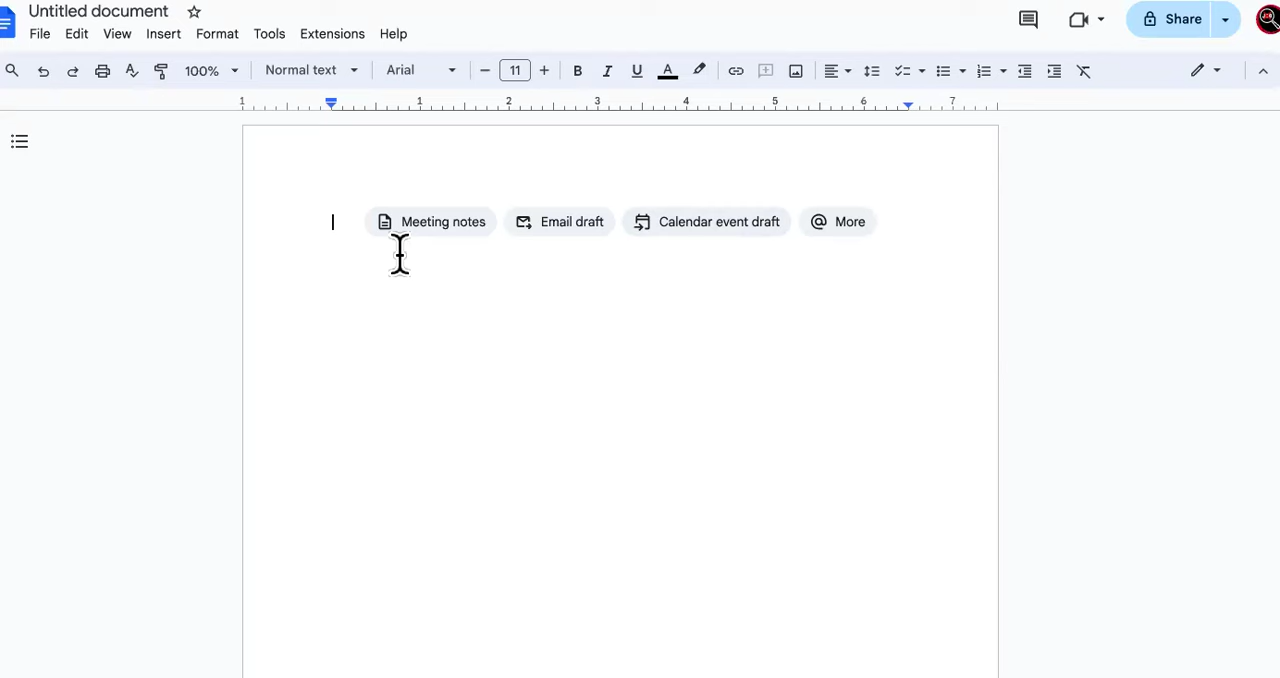 Untitled document
File Edit View Insert Format Tools Extensions Help
Share
100% Normal text Arial 11 B I U A
1 1 2 3 4 5 6 7
Meeting notes Email draft Calendar event draft More